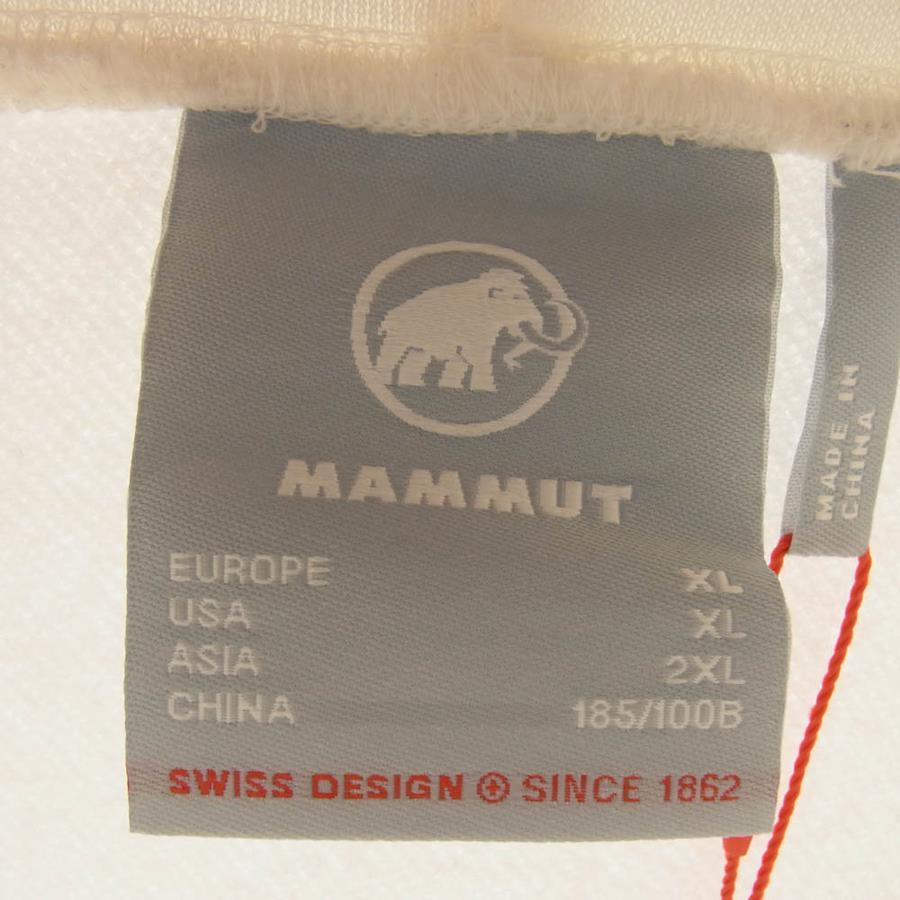 MAMMUT
EUROPE XL
USA XL
ASIA 2XL
CHINA 185/100B
SWISS DESIGN SINCE 1862
MADE IN
CHINA